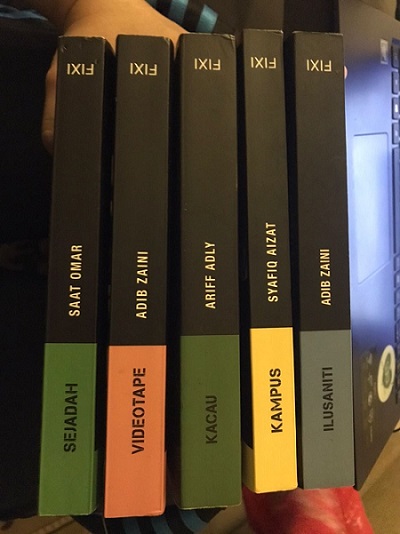 FIXI
SAAT OMAR
SEJADAH
FIXI
ADIB ZAINI
VIDEOTAPE
FIXI
ARIFF ADLY
KACAU
FIXI
SYAFIQ AIZAT
KAMPUS
FIXI
ADIB ZAINI
ILUSANITI